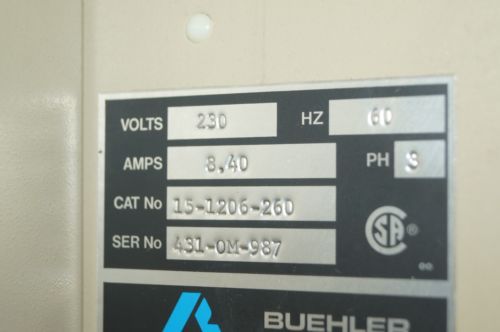 VOLTS 230 HZ 60
AMPS 8,40 PH 3
CAT No 15-1206-260
SER No 431-OM-987
CSA ®
BUEHLER